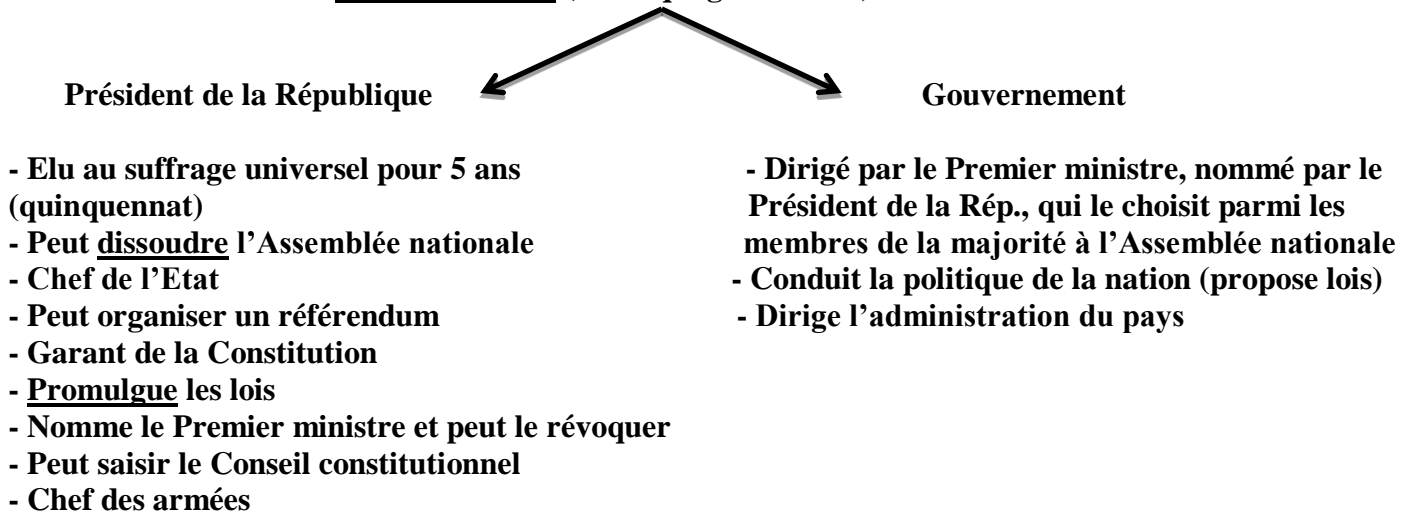 Président de la République
Gouvernement
- Elu au suffrage universel pour 5 ans
(quinquennat)
- Peut dissoudre l’Assemblée nationale
- Chef de l’Etat
- Peut organiser un référendum
- Garant de la Constitution
- Promulgue les lois
- Nomme le Premier ministre et peut le révoquer
- Peut saisir le Conseil constitutionnel
- Chef des armées
- Dirigé par le Premier ministre, nommé par le
Président de la Rép., qui le choisit parmi les
membres de la majorité à l’Assemblée nationale
- Conduit la politique de la nation (propose lois)
- Dirige l’administration du pays